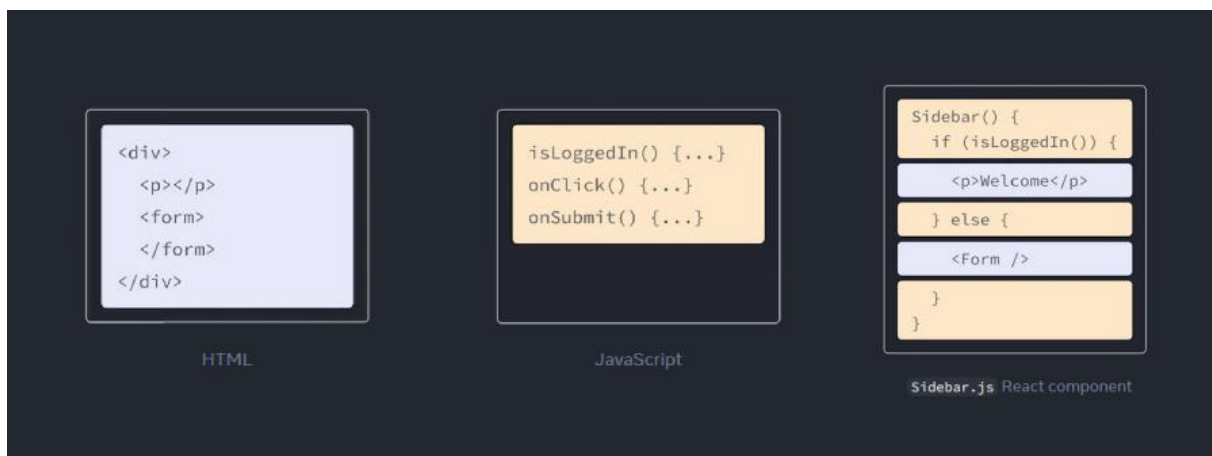 <div>
<p></p>
<form>
</form>
</div>
HTML
isLoggedIn() {...}
onClick() {...}
onSubmit() {...}
JavaScript
Sidebar() {
if (isLoggedIn()) {
<p>Welcome</p>
} else {
<Form />
}
}
Sidebar.js React component